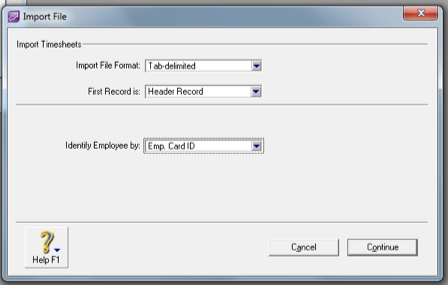 Import File
Import Timesheets
Import File Format: Tab-delimited
First Record is: Header Record
Identify Employee by: Emp. Card ID
Help F1
Cancel
Continue